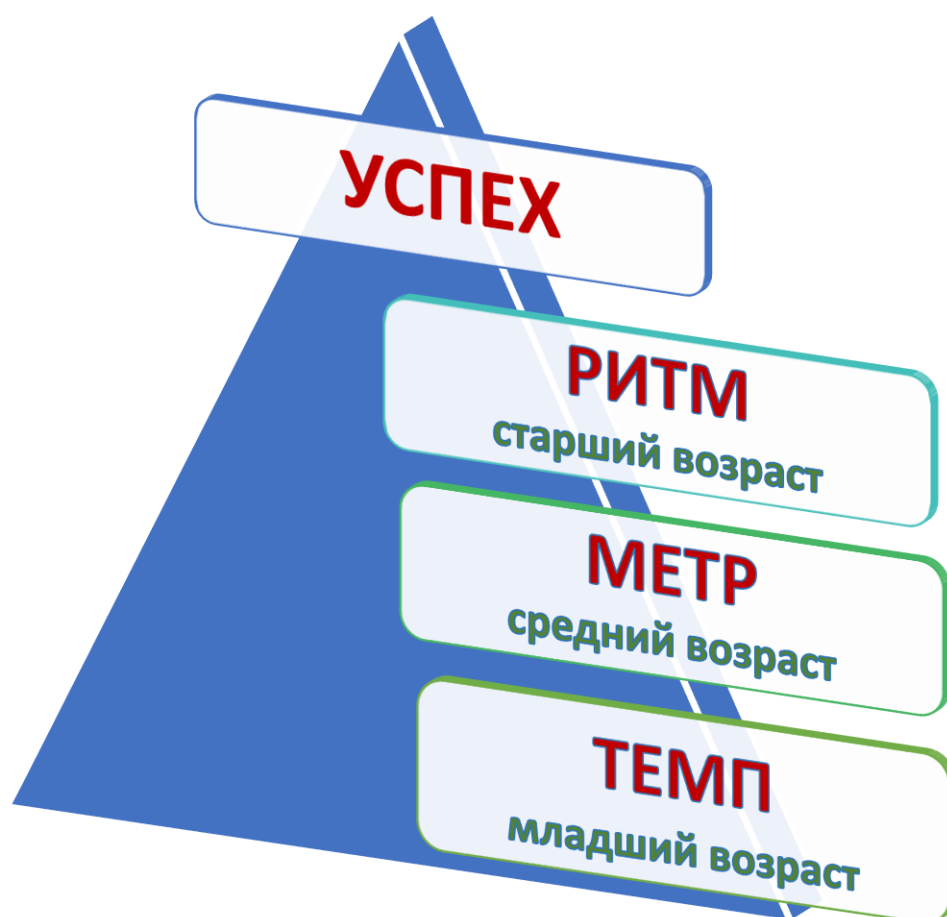 УСПЕХ
РИТМ
старший возраст
МЕТР
средний возраст
ТЕМП
младший возраст